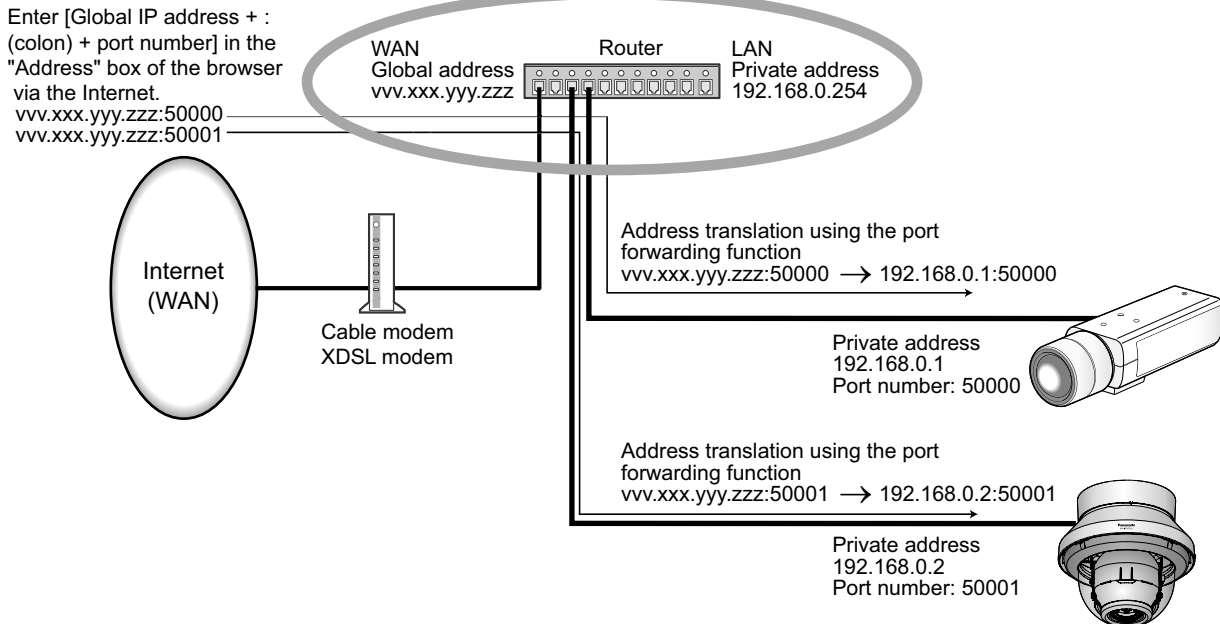 Enter [Global IP address + :
(colon) + port number] in the
"Address" box of the browser
via the Internet.
vvv.xxx.yyy.zzz:50000
vvv.xxx.yyy.zzz:50001
WAN
Global address
vvv.xxx.yyy.zzz
Router
LAN
Private address
192.168.0.254
Internet
(WAN)
Cable modem
XDSL modem
Address translation using the port
forwarding function
vvv.xxx.yyy.zzz:50000 → 192.168.0.1:50000
Private address
192.168.0.1
Port number: 50000
Address translation using the port
forwarding function
vvv.xxx.yyy.zzz:50001 → 192.168.0.2:50001
Private address
192.168.0.2
Port number: 50001
Panasonic